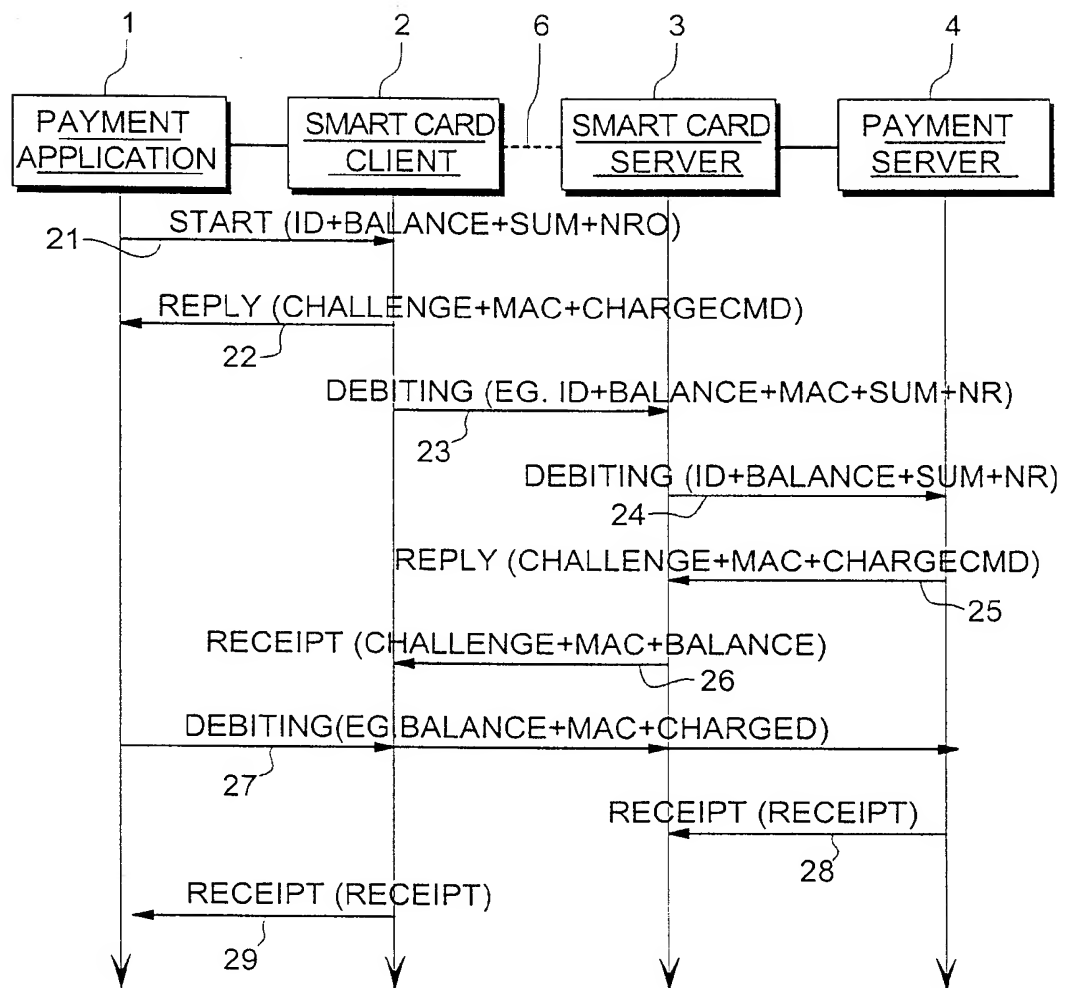 1 2 6 3 4
PAYMENT APPLICATION
SMART CARD CLIENT
SMART CARD SERVER
PAYMENT SERVER
START (ID+BALANCE+SUM+NRO)
21
REPLY (CHALLENGE+MAC+CHARGECMD)
22
DEBITING (EG. ID+BALANCE+MAC+SUM+NR)
23
DEBITING (ID+BALANCE+SUM+NR)
24
REPLY (CHALLENGE+MAC+CHARGECMD)
25
RECEIPT (CHALLENGE+MAC+BALANCE)
26
DEBITING(EG.BALANCE+MAC+CHARGED)
27
RECEIPT (RECEIPT)
28
RECEIPT (RECEIPT)
29